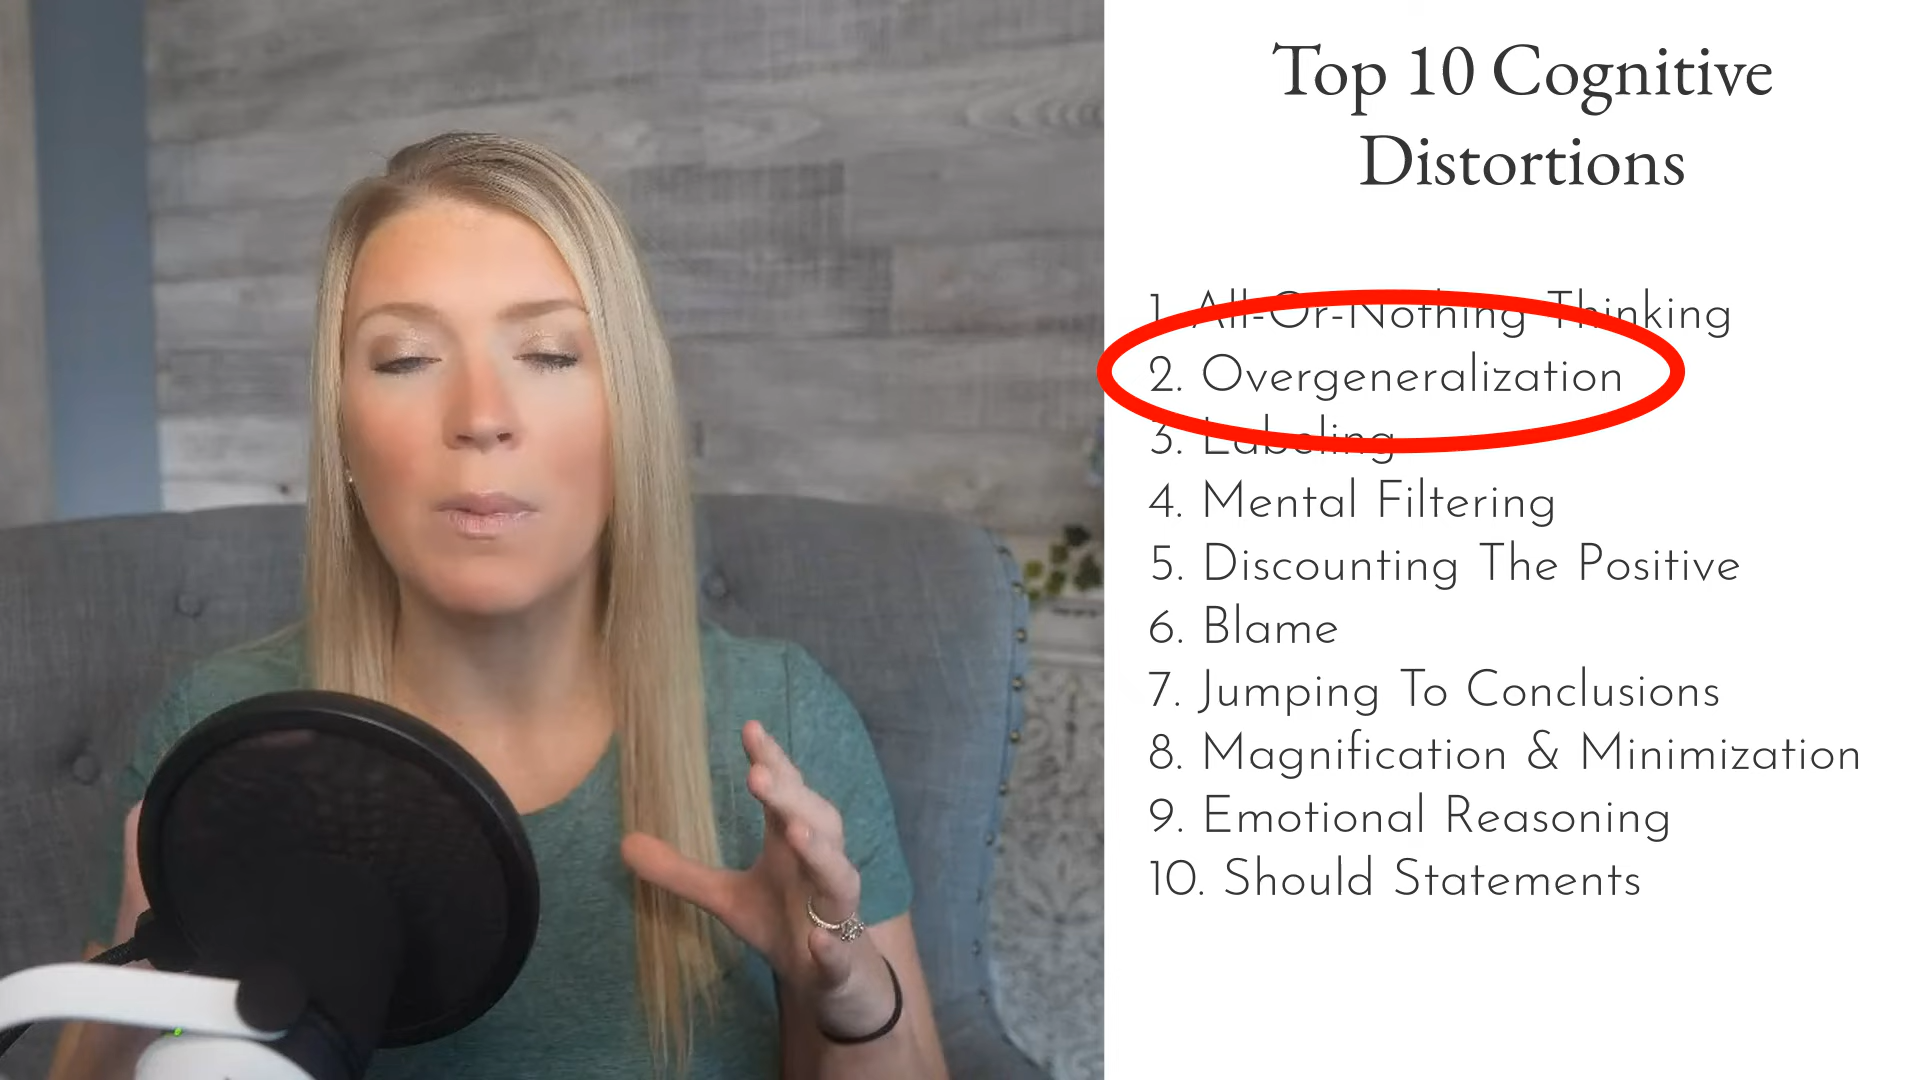 Top 10 Cognitive
Distortions
1. All-Or-Nothing Thinking
2. Overgeneralization
3. Labeling
4. Mental Filtering
5. Discounting The Positive
6. Blame
7. Jumping To Conclusions
8. Magnification & Minimization
9. Emotional Reasoning
10. Should Statements